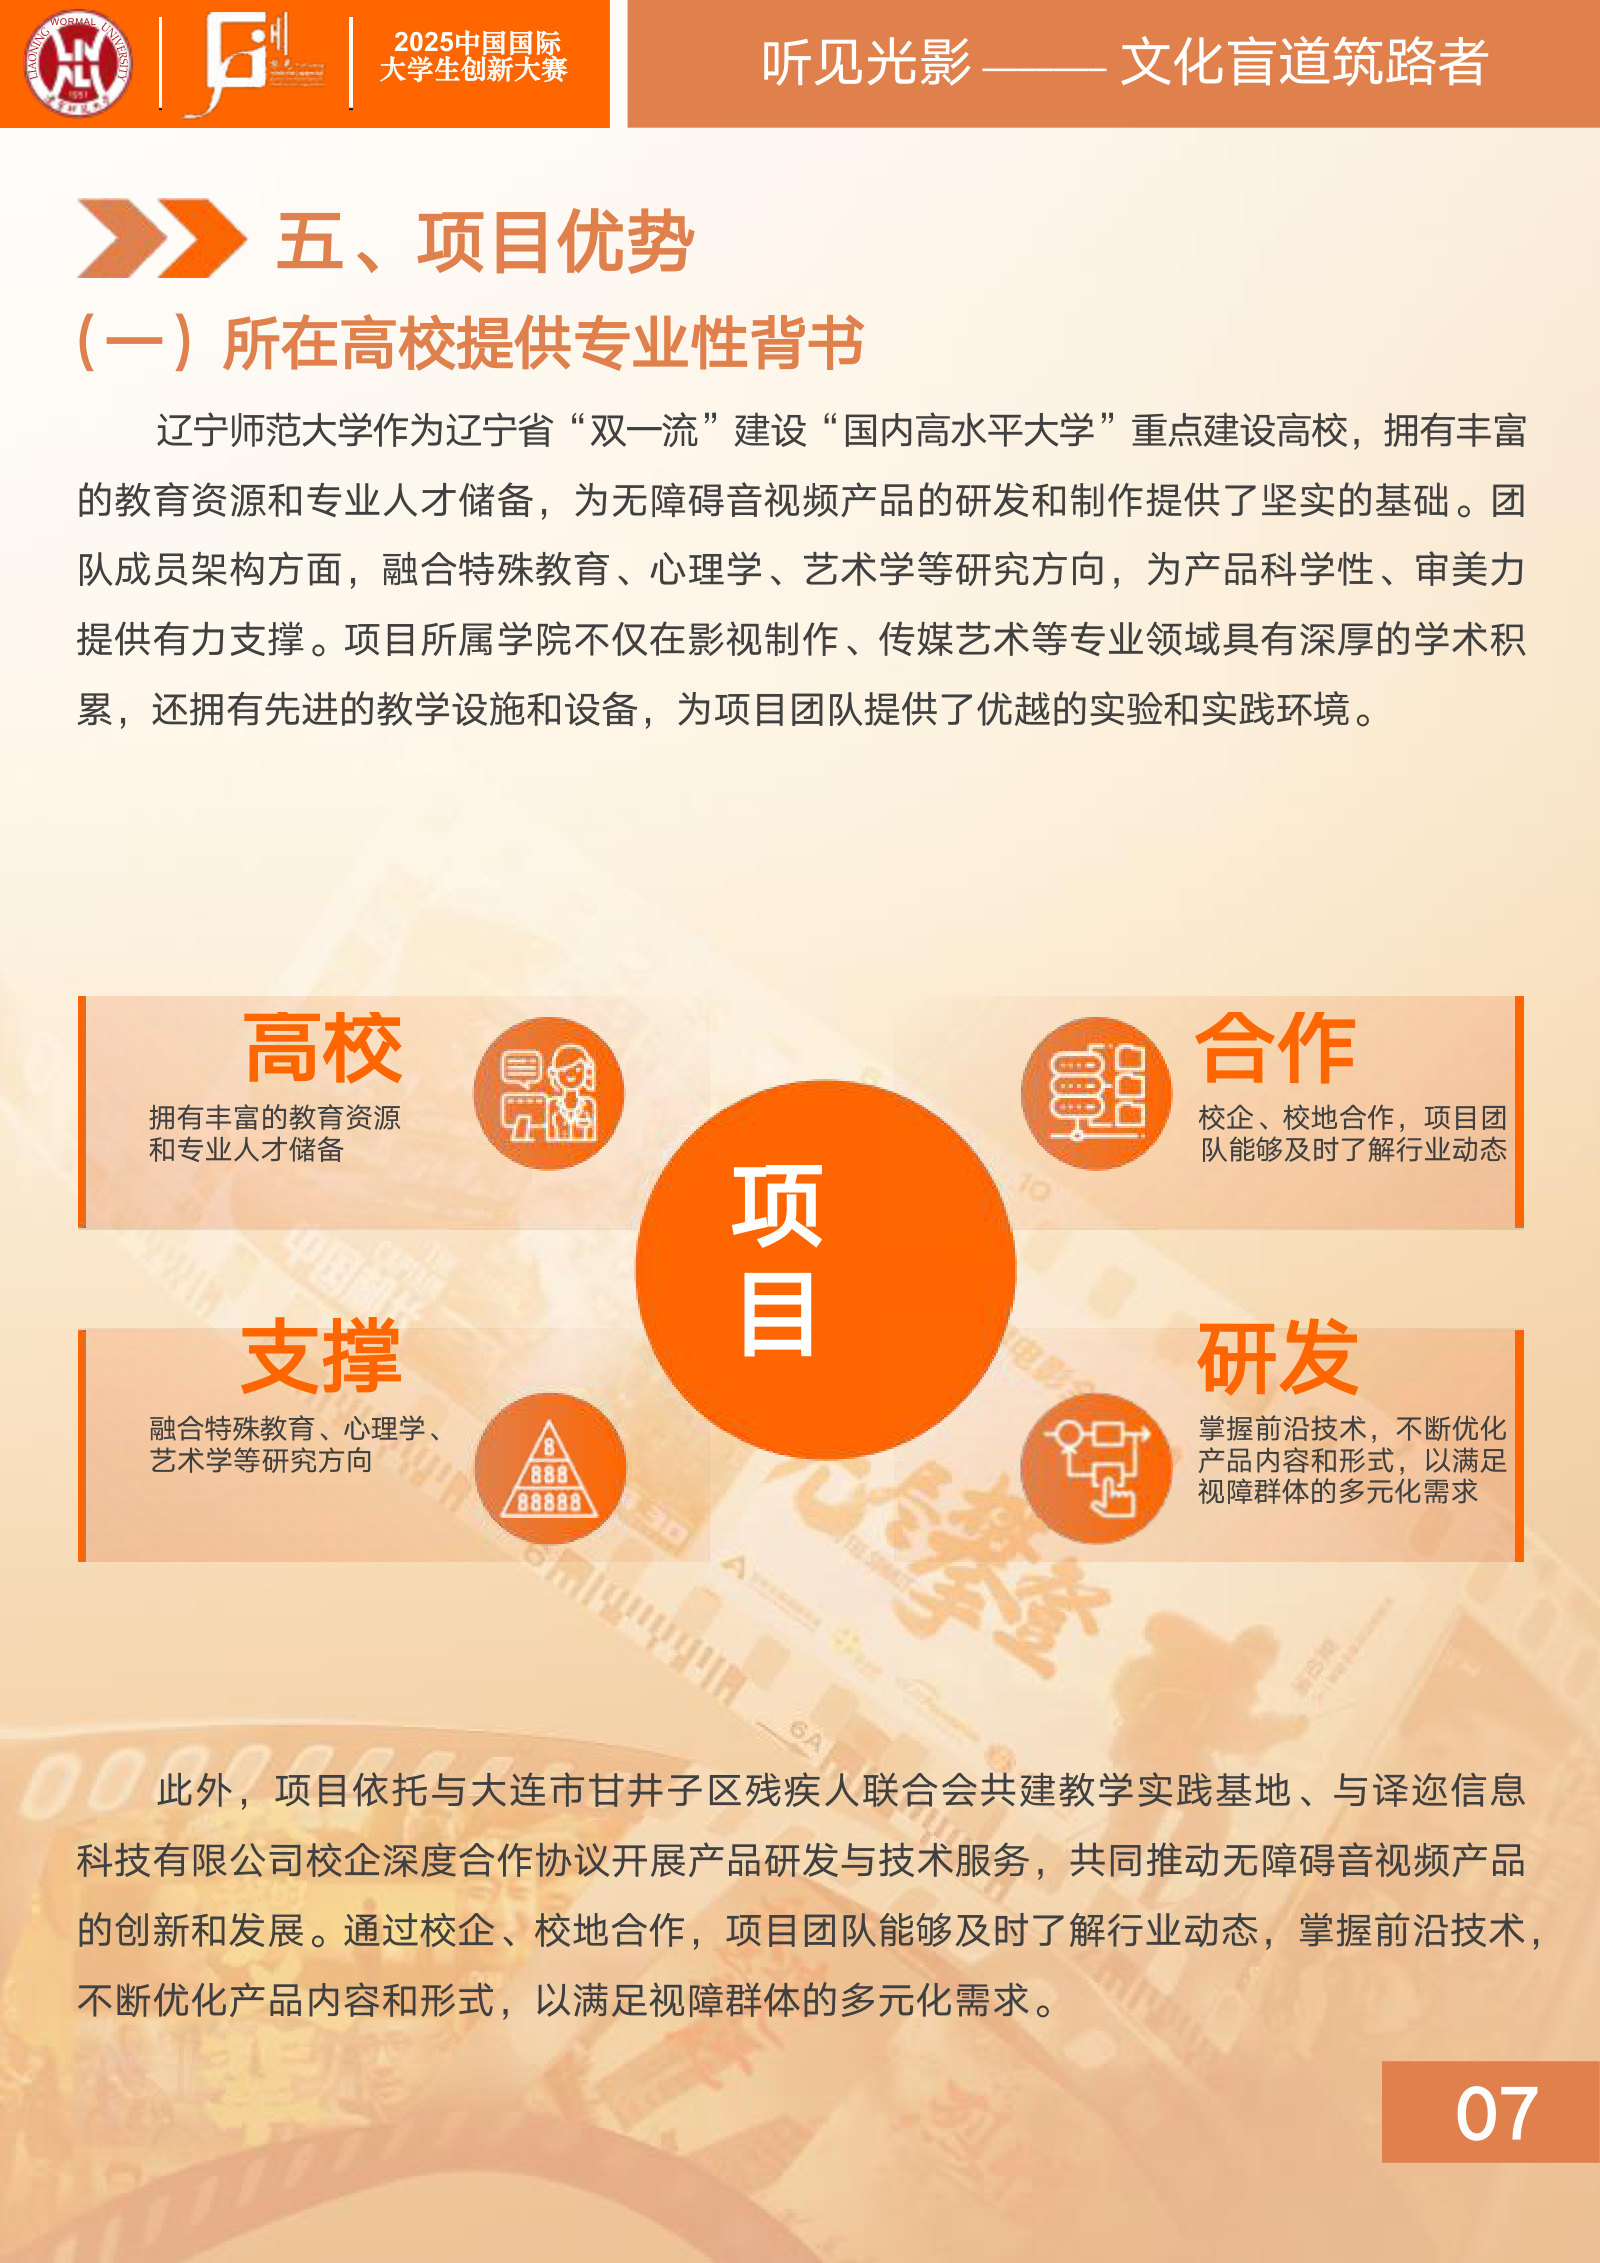 LIAONING WORMAL UNIVERSITY
1951
2025中国国际
大学生创新大赛
听见光影 ——— 文化盲道筑路者
五、项目优势
（一）所在高校提供专业性背书
辽宁师范大学作为辽宁省“双一流”建设“国内高水平大学”重点建设高校，拥有丰富
的教育资源和专业人才储备，为无障碍音视频产品的研发和制作提供了坚实的基础。团
队成员架构方面，融合特殊教育、心理学、艺术学等研究方向，为产品科学性、审美力
提供有力支撑。项目所属学院不仅在影视制作、传媒艺术等专业领域具有深厚的学术积
累，还拥有先进的教学设施和设备，为项目团队提供了优越的实验和实践环境。
高校
拥有丰富的教育资源
和专业人才储备
合作
校企、校地合作，项目团
队能够及时了解行业动态
项
目
支撑
融合特殊教育、心理学、
艺术学等研究方向
8
888
88888
研发
掌握前沿技术，不断优化
产品内容和形式，以满足
视障群体的多元化需求
此外，项目依托与大连市甘井子区残疾人联合会共建教学实践基地、与译迩信息
科技有限公司校企深度合作协议开展产品研发与技术服务，共同推动无障碍音视频产品
的创新和发展。通过校企、校地合作，项目团队能够及时了解行业动态，掌握前沿技术，
不断优化产品内容和形式，以满足视障群体的多元化需求。
07